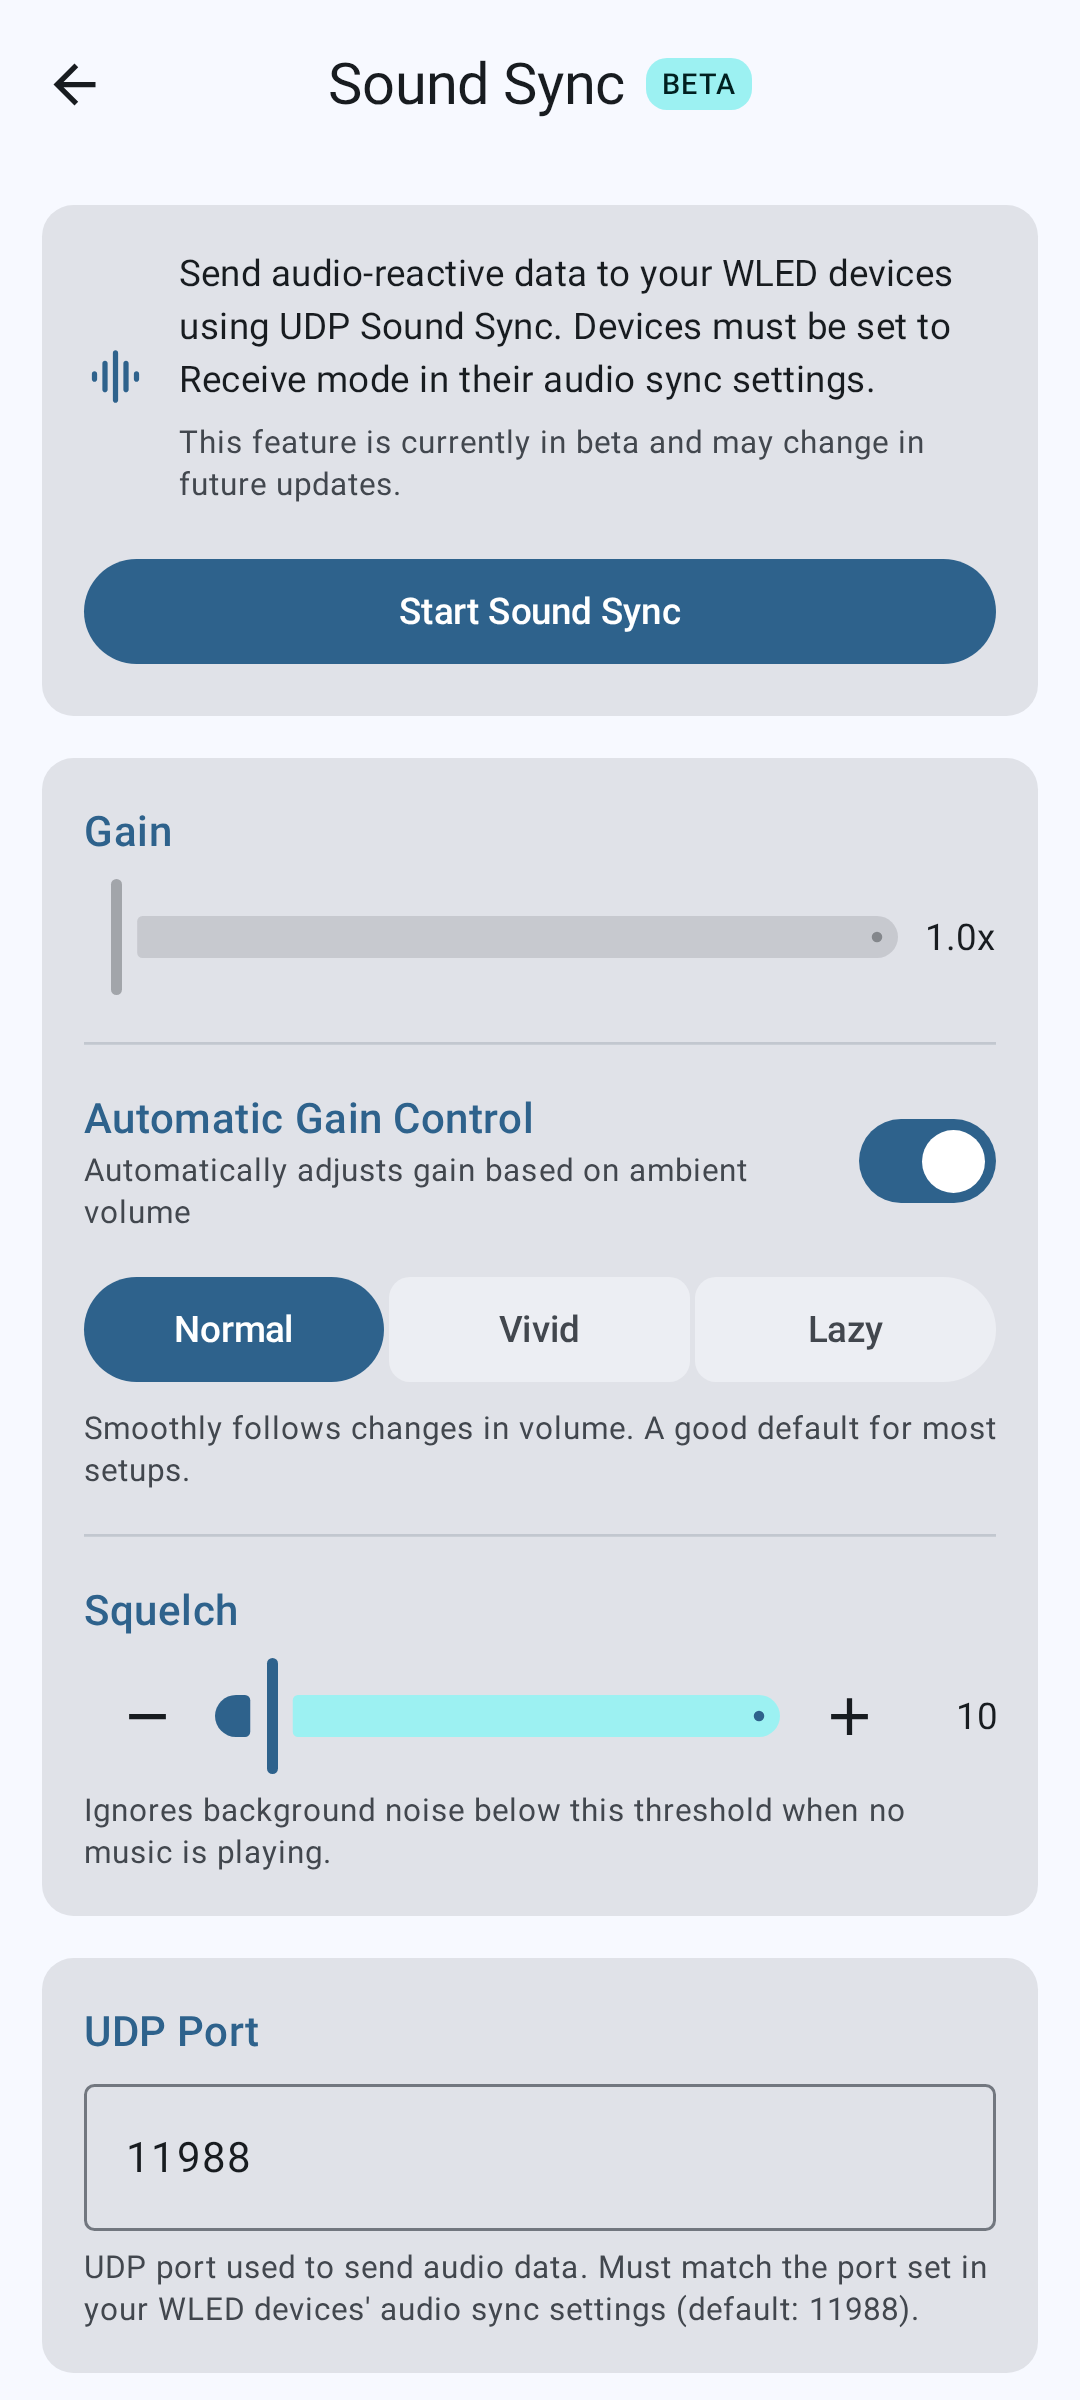 Sound Sync BETA
Send audio-reactive data to your WLED devices
using UDP Sound Sync. Devices must be set to
Receive mode in their audio sync settings.
This feature is currently in beta and may change in
future updates.
Start Sound Sync
Gain
1.0x
Automatic Gain Control
Automatically adjusts gain based on ambient
volume
Normal Vivid Lazy
Smoothly follows changes in volume. A good default for most
setups.
Squelch
10
Ignores background noise below this threshold when no
music is playing.
UDP Port
11988
UDP port used to send audio data. Must match the port set in
your WLED devices' audio sync settings (default: 11988).